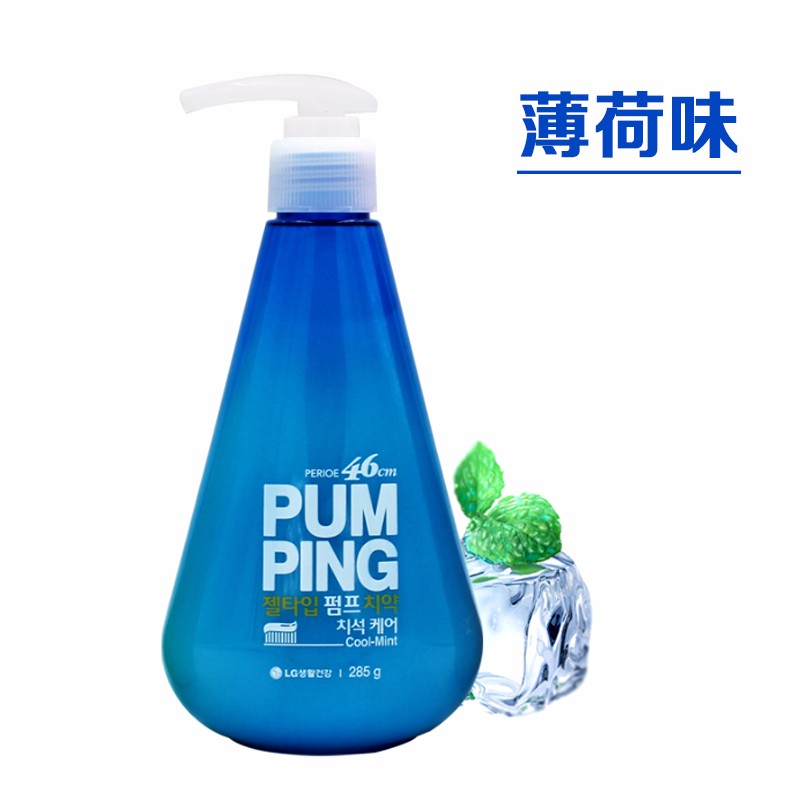 薄荷味
PERIOE 46cm
PUM
PING
젤타입 펌프 치약
치석 케어
Cool-Mint
LG생활건강 | 285 g